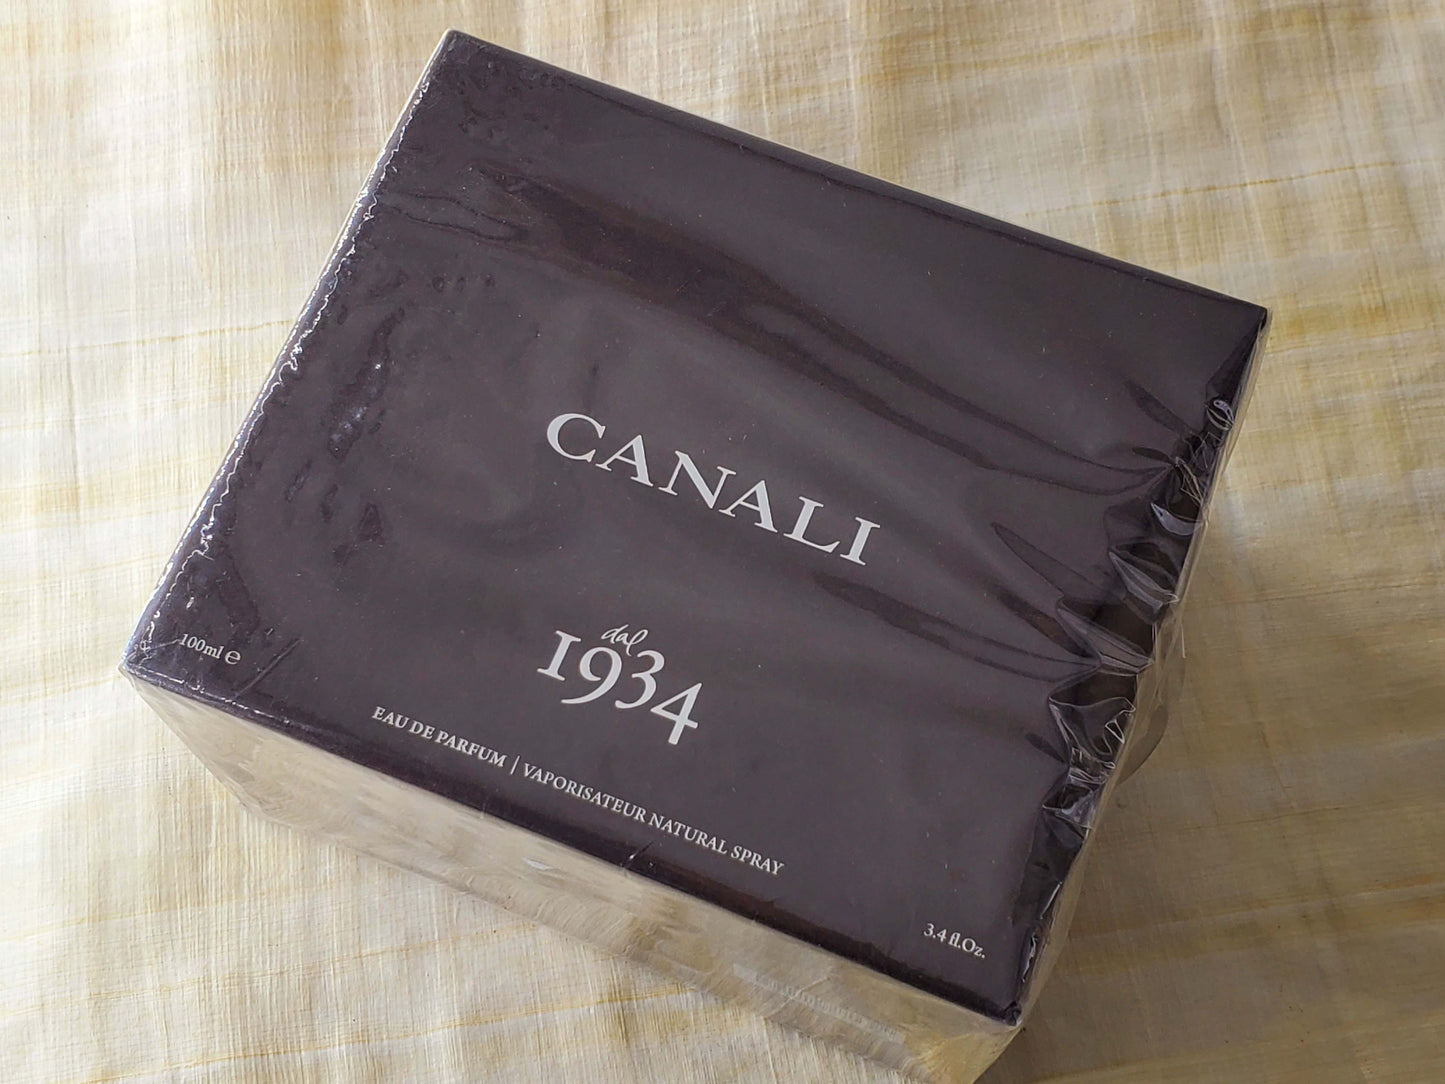 CANALI
dal
1934
100ml ℮
EAU DE PARFUM | VAPORISATEUR NATURAL SPRAY
3.4 fl.Oz.